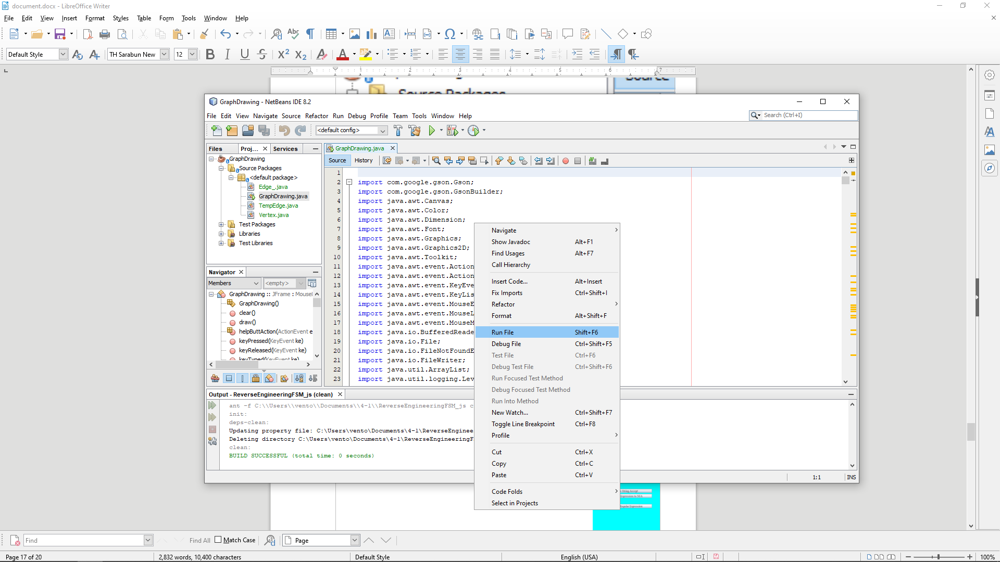 document.docx - LibreOffice Writer
File Edit View Insert Format Styles Table Form Tools Window Help
Default Style TH Sarabun New 12
1 2 3 4 5 6 7
Source Packages
Source
GraphDrawing - NetBeans IDE 8.2
File Edit View Navigate Source Refactor Run Debug Profile Team Tools Window Help
Search (Ctrl+I)
<default config>
Files Proj... Services
GraphDrawing
Source Packages
<default package>
Edge_.java
GraphDrawing.java
TempEdge.java
Vertex.java
Test Packages
Libraries
Test Libraries
Navigator
Members <empty>
GraphDrawing :: JFrame : Mousel
GraphDrawing()
clear()
draw()
helpButtAction(ActionEvent e
keyPressed(KeyEvent ke)
keyReleased(KeyEvent ke)
keyTyped(KeyEvent ke)
GraphDrawing.java
Source History
1
2 import com.google.gson.Gson;
3 import com.google.gson.GsonBuilder;
4 import java.awt.Canvas;
5 import java.awt.Color;
6 import java.awt.Dimension;
7 import java.awt.Font;
8 import java.awt.Graphics;
9 import java.awt.Graphics2D;
10 import java.awt.Toolkit;
11 import java.awt.event.Action
12 import java.awt.event.Action
13 import java.awt.event.KeyEve
14 import java.awt.event.KeyLis
15 import java.awt.event.MouseE
16 import java.awt.event.MouseL
17 import java.awt.event.MouseM
18 import java.io.BufferedReade
19 import java.io.File;
20 import java.io.FileNotFoundE
21 import java.io.FileWriter;
22 import java.util.ArrayList;
23 import java.util.logging.Lev
Navigate
Show Javadoc Alt+F1
Find Usages Alt+F7
Call Hierarchy
Insert Code... Alt+Insert
Fix Imports Ctrl+Shift+I
Refactor
Format Alt+Shift+F
Run File Shift+F6
Debug File Ctrl+Shift+F5
Test File Ctrl+F6
Debug Test File Ctrl+Shift+F6
Run Focused Test Method
Debug Focused Test Method
Run Into Method
New Watch... Ctrl+Shift+F7
Toggle Line Breakpoint Ctrl+F8
Profile
Cut Ctrl+X
Copy Ctrl+C
Paste Ctrl+V
Code Folds
Select in Projects
Output - ReverseEngineeringFSM_js (clean)
ant -f C:\\Users\\vento\\Documents\\4-1\\ReverseEngineeringFSM_js c
init:
deps-clean:
Updating property file: C:\Users\vento\Documents\4-1\ReverseEnginee
Deleting directory C:\Users\vento\Documents\4-1\ReverseEngineeringF
clean:
BUILD SUCCESSFUL (total time: 0 seconds)
1:1 INS
String Accept
Expression to NFA
Regular Expression
Find Find All Match Case Page
Page 17 of 20 2,832 words, 10,400 characters Default Style English (USA) 100%